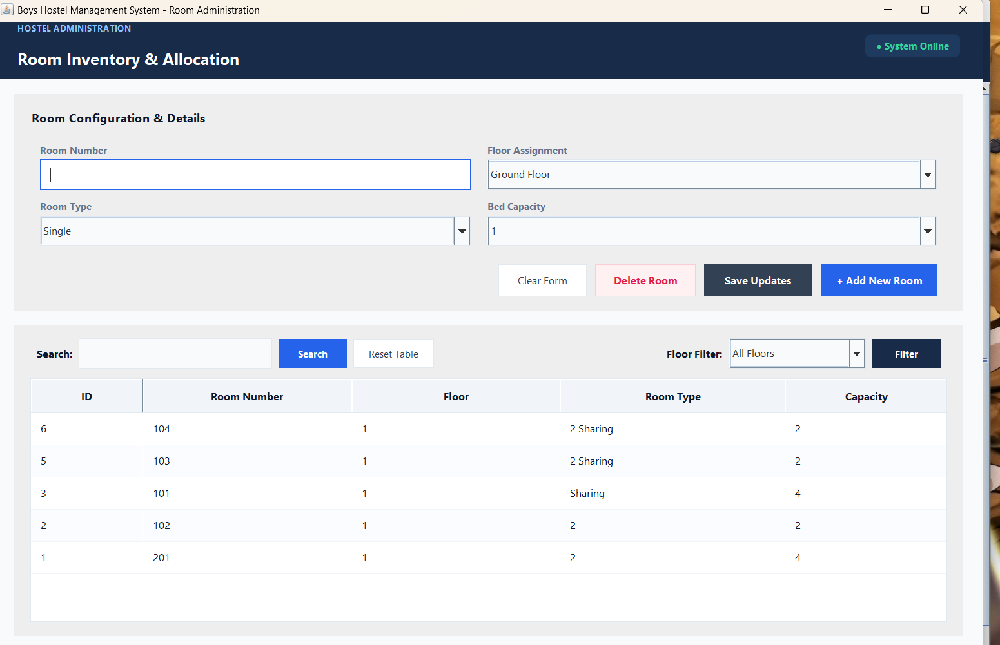 Boys Hostel Management System - Room Administration
HOSTEL ADMINISTRATION
Room Inventory & Allocation
● System Online
Room Configuration & Details
Room Number
Floor Assignment
Ground Floor
Room Type
Bed Capacity
Single
1
Clear Form
Delete Room
Save Updates
+ Add New Room
Search:
Search
Reset Table
Floor Filter:
All Floors
Filter
ID Room Number Floor Room Type Capacity
6 104 1 2 Sharing 2
5 103 1 2 Sharing 2
3 101 1 Sharing 4
2 102 1 2 2
1 201 1 2 4